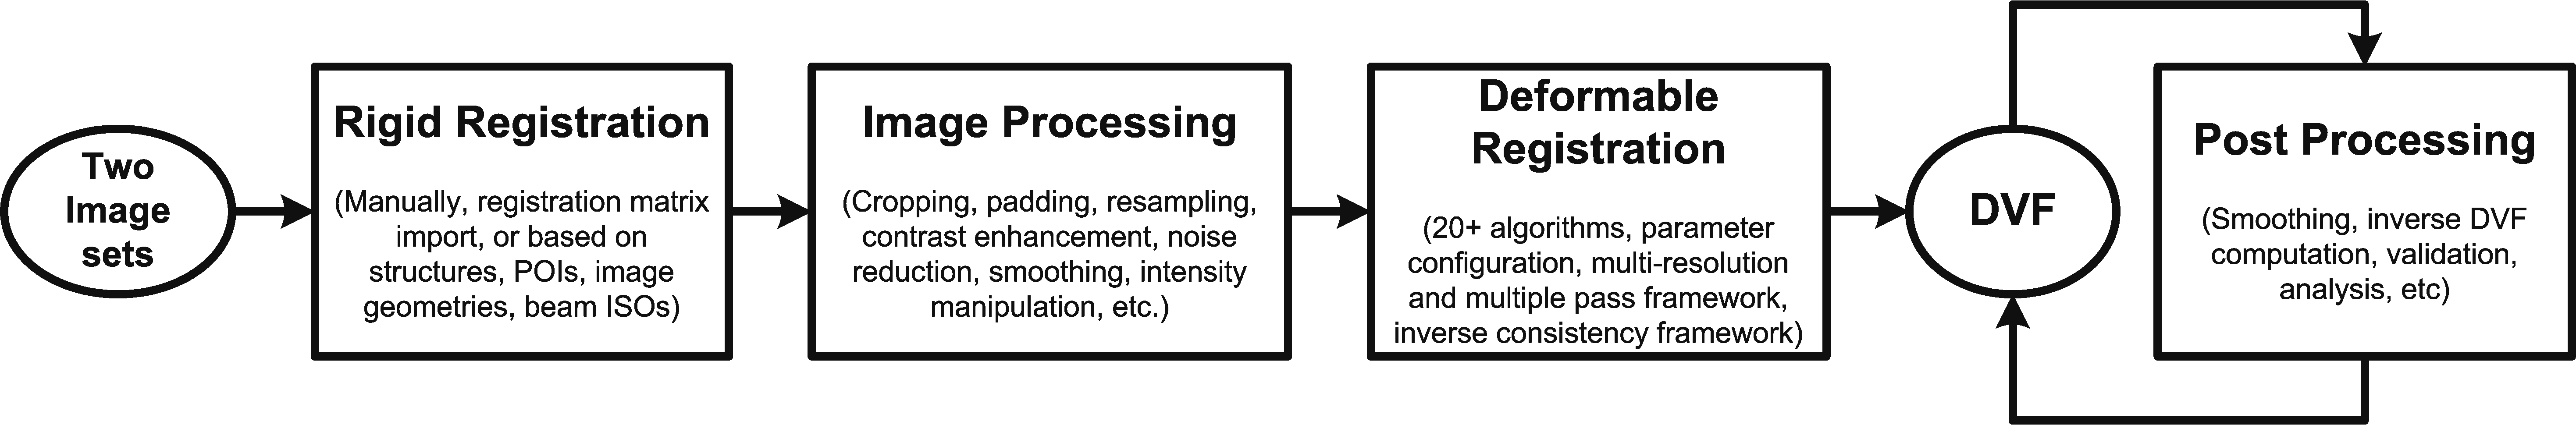 Two
Image
sets
Rigid Registration
(Manually, registration matrix
import, or based on
structures, POIs, image
geometries, beam ISOs)
Image Processing
(Cropping, padding, resampling,
contrast enhancement, noise
reduction, smoothing, intensity
manipulation, etc.)
Deformable
Registration
(20+ algorithms, parameter
configuration, multi-resolution
and multiple pass framework,
inverse consistency framework)
DVF
Post Processing
(Smoothing, inverse DVF
computation, validation,
analysis, etc)